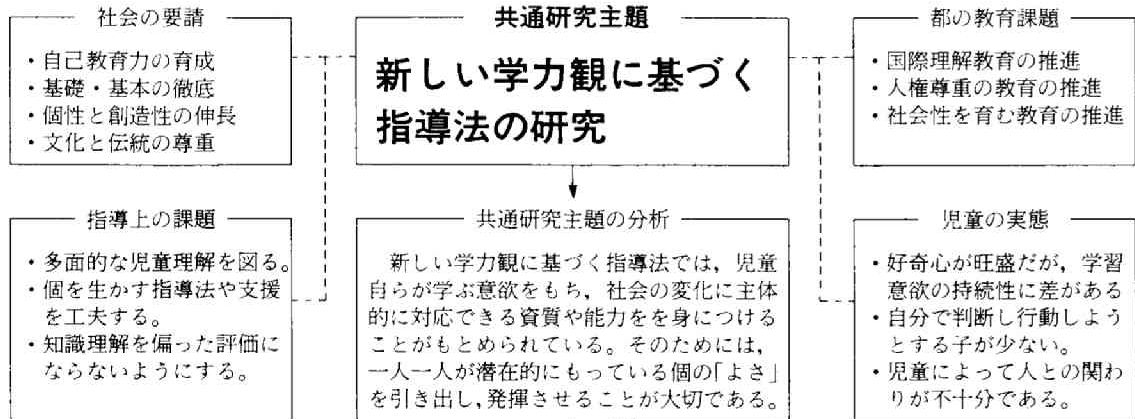 社会の要請
・自己教育力の育成
・基礎・基本の徹底
・個性と創造性の伸長
・文化と伝統の尊重
共通研究主題
新しい学力観に基づく
指導法の研究
都の教育課題
・国際理解教育の推進
・人権尊重の教育の推進
・社会性を育む教育の推進
指導上の課題
・多面的な児童理解を図る。
・個を生かす指導法や支援
を工夫する。
・知識理解を偏った評価に
ならないようにする。
共通研究主題の分析
新しい学力観に基づく指導法では，児童
自らが学ぶ意欲をもち，社会の変化に主体
的に対応できる資質や能力をを身につける
ことがもとめられている。そのためには，
一人一人が潜在的にもっている個の「よさ」
を引き出し，発揮させることが大切である。
児童の実態
・好奇心が旺盛だが，学習
意欲の持続性に差がある
・自分で判断し行動しよう
とする子が少ない。
・児童によって人との関わ
りが不十分である。